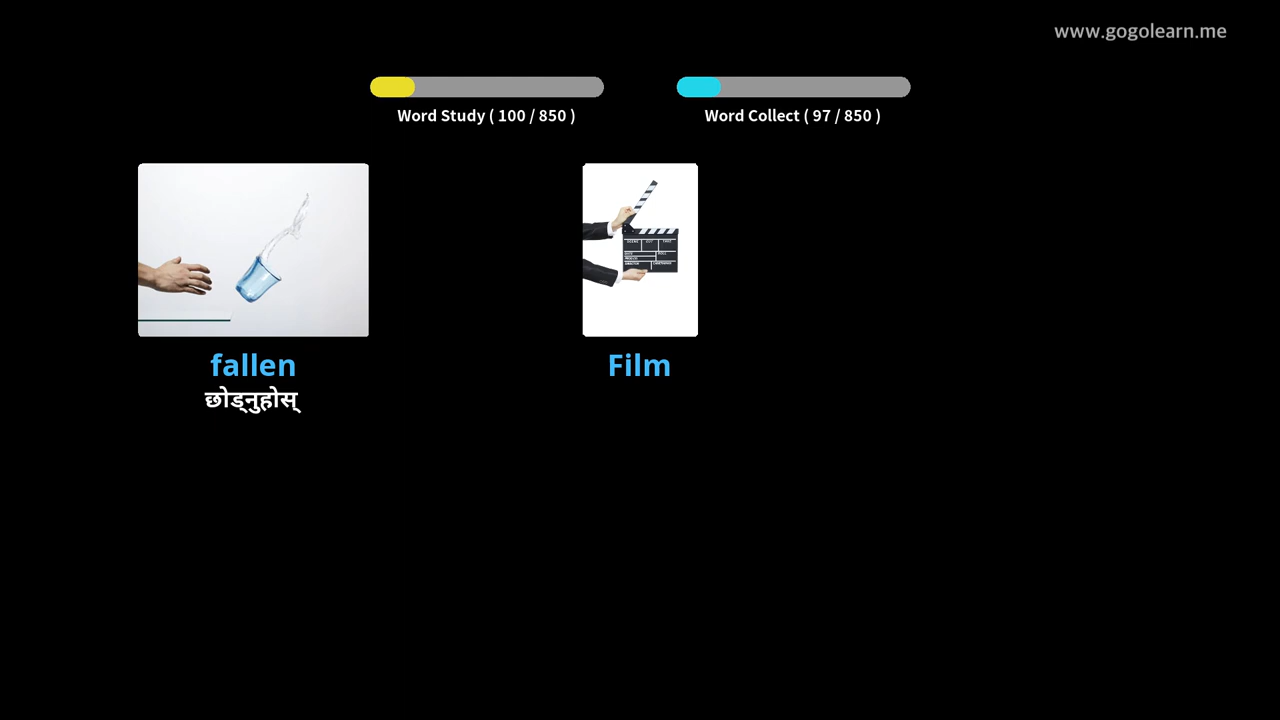 www.gogolearn.me
Word Study ( 100 / 850 )
Word Collect ( 97 / 850 )
fallen
छोड्नुहोस्
Film